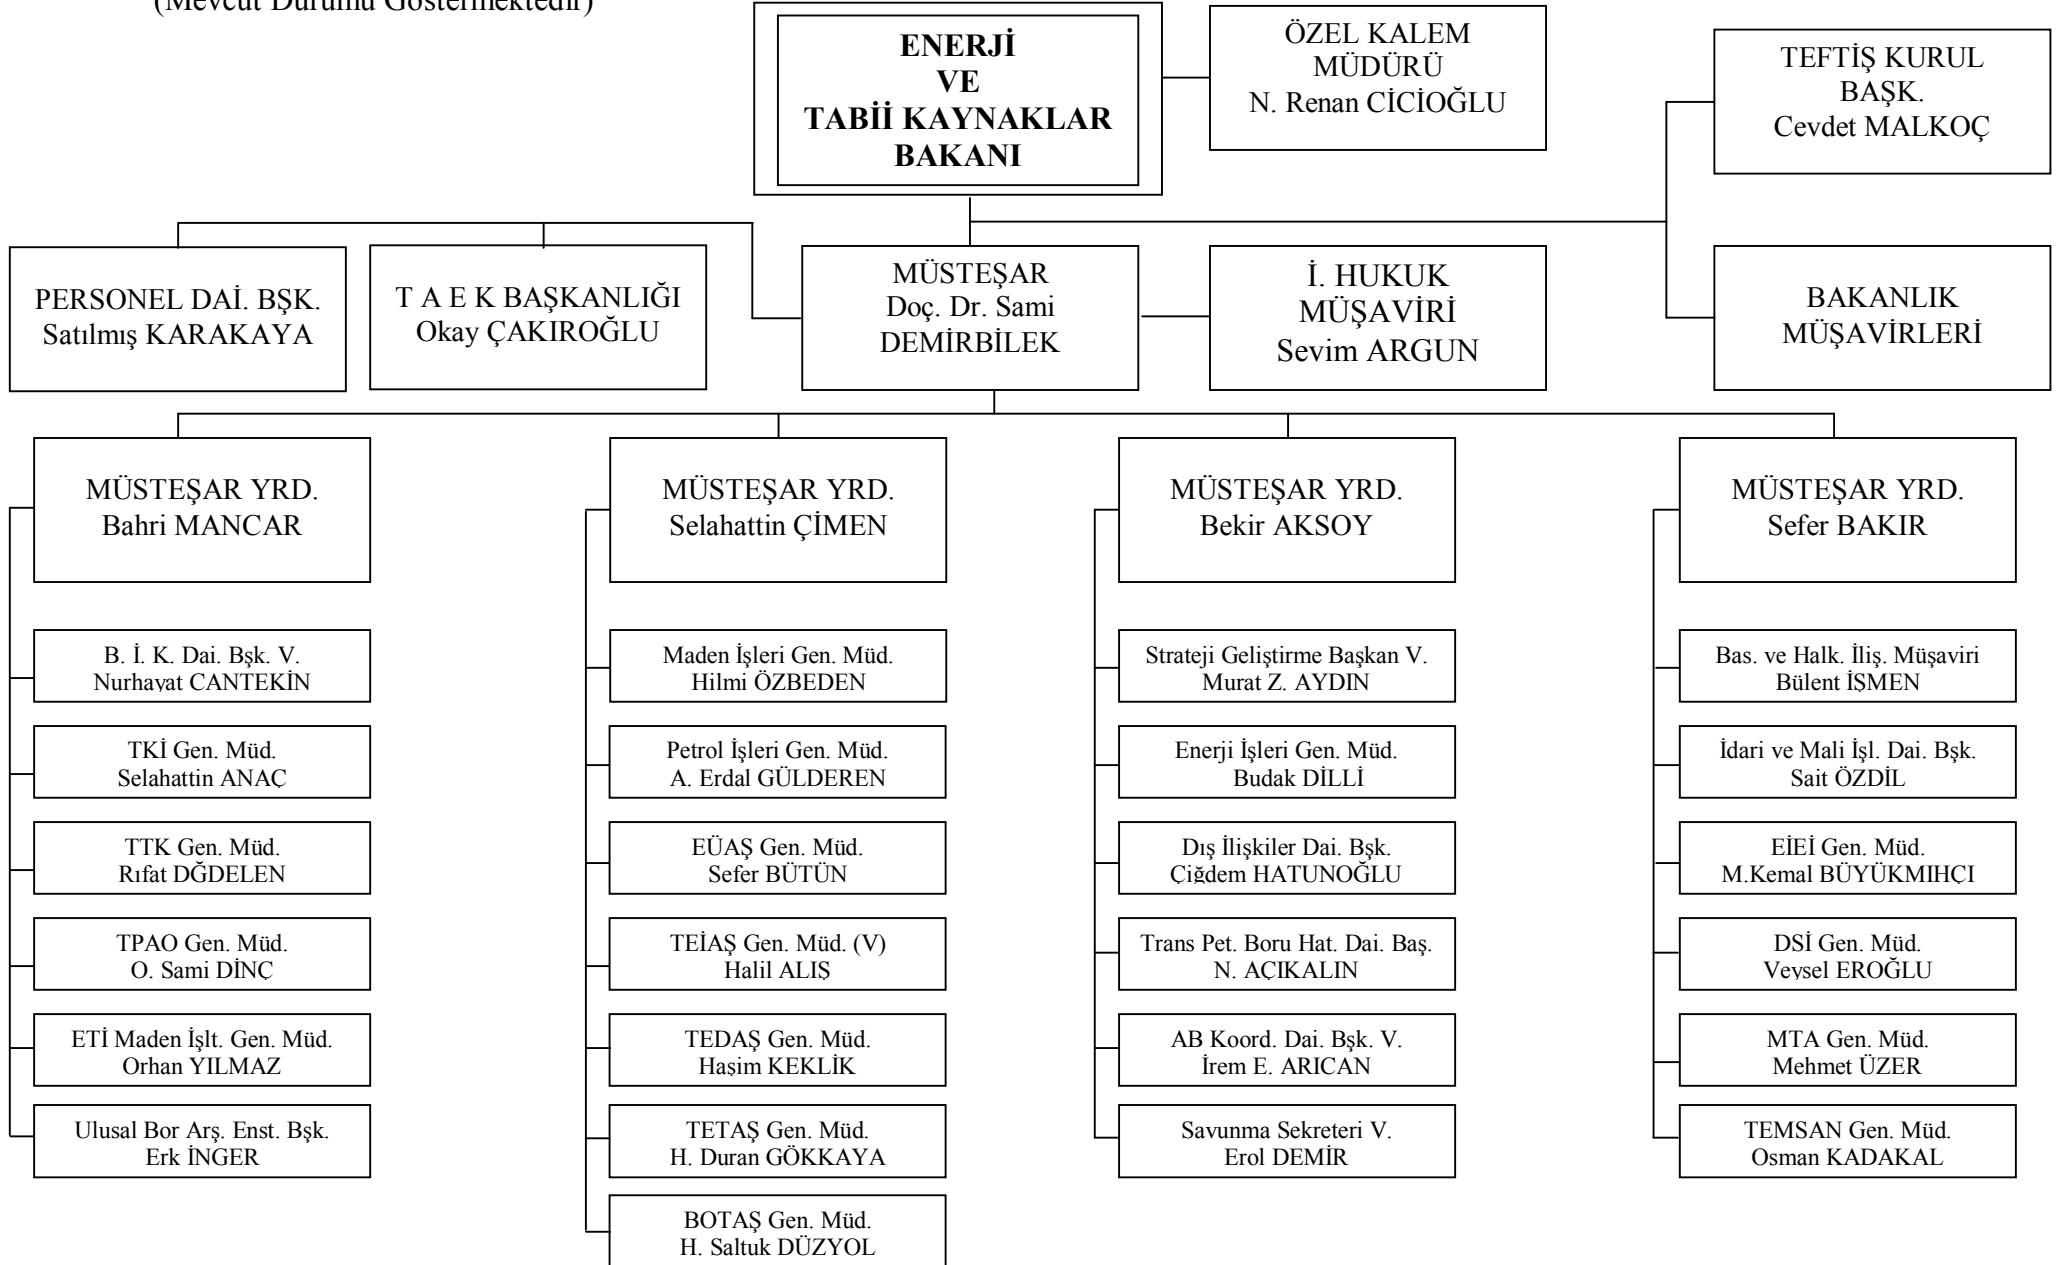 (Mevcut Durumu Göstermektedir)
ENERJİ
VE
TABİİ KAYNAKLAR
BAKANI
ÖZEL KALEM
MÜDÜRÜ
N. Renan CİCİOĞLU
TEFTİŞ KURUL
BAŞK.
Cevdet MALKOÇ
PERSONEL DAİ. BŞK.
Satılmış KARAKAYA
T A E K BAŞKANLIĞI
Okay ÇAKIROĞLU
MÜSTEŞAR
Doç. Dr. Sami
DEMİRBİLEK
İ. HUKUK
MÜŞAVİRİ
Sevim ARGUN
BAKANLIK
MÜŞAVİRLERİ
MÜSTEŞAR YRD.
Bahri MANCAR
MÜSTEŞAR YRD.
Selahattin ÇİMEN
MÜSTEŞAR YRD.
Bekir AKSOY
MÜSTEŞAR YRD.
Sefer BAKIR
B. İ. K. Dai. Bşk. V.
Nurhayat CANTEKİN
TKİ Gen. Müd.
Selahattin ANAÇ
TTK Gen. Müd.
Rıfat DĞDELEN
TPAO Gen. Müd.
O. Sami DİNÇ
ETİ Maden İşlt. Gen. Müd.
Orhan YILMAZ
Ulusal Bor Arş. Enst. Bşk.
Erk İNGER
Maden İşleri Gen. Müd.
Hilmi ÖZBEDEN
Petrol İşleri Gen. Müd.
A. Erdal GÜLDEREN
EÜAŞ Gen. Müd.
Sefer BÜTÜN
TEİAŞ Gen. Müd. (V)
Halil ALIŞ
TEDAŞ Gen. Müd.
Haşim KEKLİK
TETAŞ Gen. Müd.
H. Duran GÖKKAYA
BOTAŞ Gen. Müd.
H. Saltuk DÜZYOL
Strateji Geliştirme Başkan V.
Murat Z. AYDIN
Enerji İşleri Gen. Müd.
Budak DİLLİ
Dış İlişkiler Dai. Bşk.
Çiğdem HATUNOĞLU
Trans Pet. Boru Hat. Dai. Baş.
N. AÇIKALIN
AB Koord. Dai. Bşk. V.
İrem E. ARICAN
Savunma Sekreteri V.
Erol DEMİR
Bas. ve Halk. İliş. Müşaviri
Bülent İŞMEN
İdari ve Mali İşl. Dai. Bşk.
Sait ÖZDİL
EİEİ Gen. Müd.
M.Kemal BÜYÜKMIHÇI
DSİ Gen. Müd.
Veysel EROĞLU
MTA Gen. Müd.
Mehmet ÜZER
TEMSAN Gen. Müd.
Osman KADAKAL